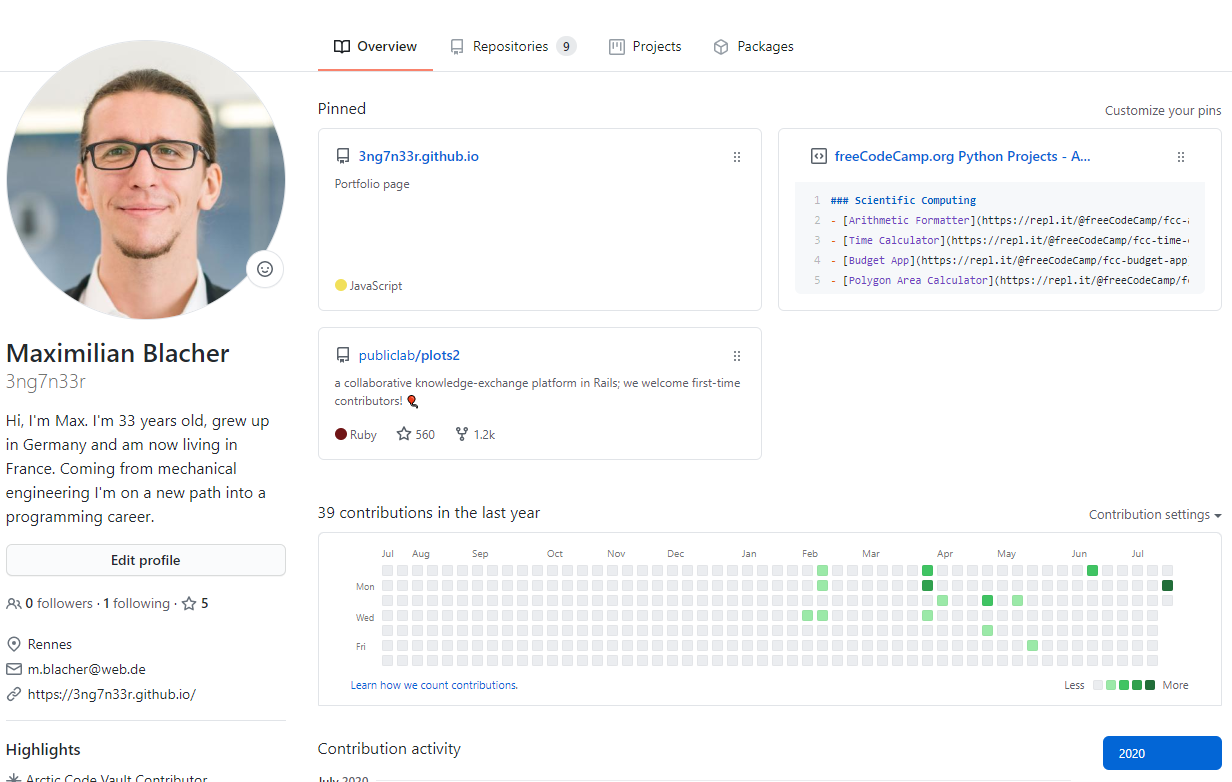 Overview
Repositories 9
Projects
Packages
Maximilian Blacher
3ng7n33r
Hi, I'm Max. I'm 33 years old, grew up
in Germany and am now living in
France. Coming from mechanical
engineering I'm on a new path into a
programming career.
Edit profile
0 followers · 1 following · 5
Rennes
m.blacher@web.de
https://3ng7n33r.github.io/
Highlights
Arctic Code Vault Contributor
Pinned
Customize your pins
3ng7n33r.github.io
Portfolio page
JavaScript
freeCodeCamp.org Python Projects - A...
1 ### Scientific Computing
2 - [Arithmetic Formatter](https://repl.it/@freeCodeCamp/fcc-
3 - [Time Calculator](https://repl.it/@freeCodeCamp/fcc-time-
4 - [Budget App](https://repl.it/@freeCodeCamp/fcc-budget-app
5 - [Polygon Area Calculator](https://repl.it/@freeCodeCamp/
publiclab/plots2
a collaborative knowledge-exchange platform in Rails; we welcome first-time
contributors!
Ruby 560 1.2k
39 contributions in the last year
Contribution settings
Jul Aug Sep Oct Nov Dec Jan Feb Mar Apr May Jun Jul
Mon
Wed
Fri
Learn how we count contributions.
Less More
Contribution activity
2020
July 2020